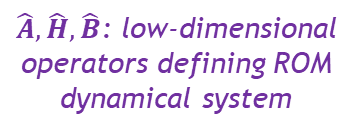 Â, Ĥ, B̂: low-dimensional
operators defining ROM
dynamical system